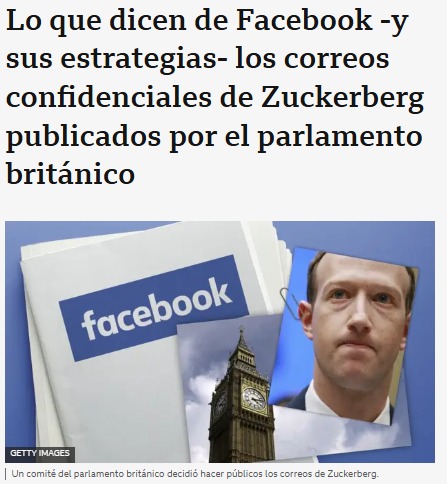 Lo que dicen de Facebook -y
sus estrategias- los correos
confidenciales de Zuckerberg
publicados por el parlamento
británico
facebook
GETTY IMAGES
Un comité del parlamento británico decidió hacer públicos los correos de Zuckerberg.